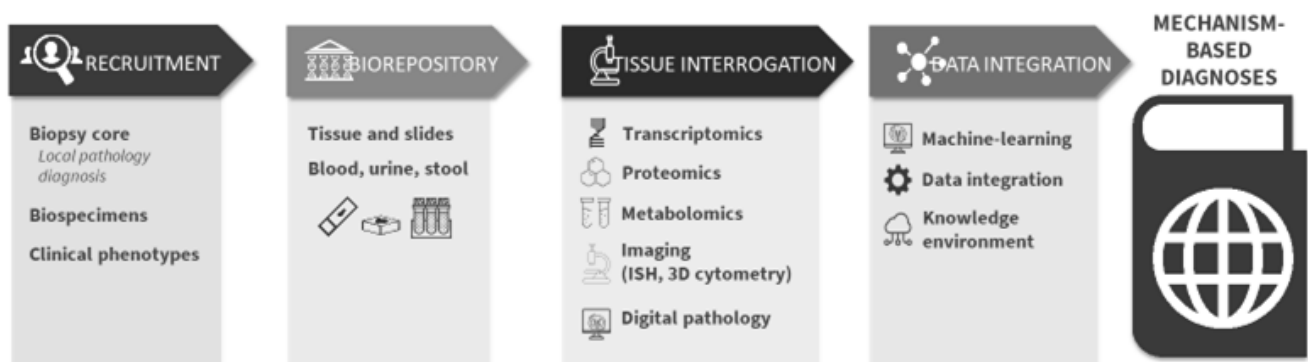 RECRUITMENT
Biopsy core
Local pathology
diagnosis
Biospecimens
Clinical phenotypes
BIOREPOSITORY
Tissue and slides
Blood, urine, stool
TISSUE INTERROGATION
Transcriptomics
Proteomics
Metabolomics
Imaging
(ISH, 3D cytometry)
Digital pathology
DATA INTEGRATION
Machine-learning
Data integration
Knowledge
environment
MECHANISM-
BASED
DIAGNOSES